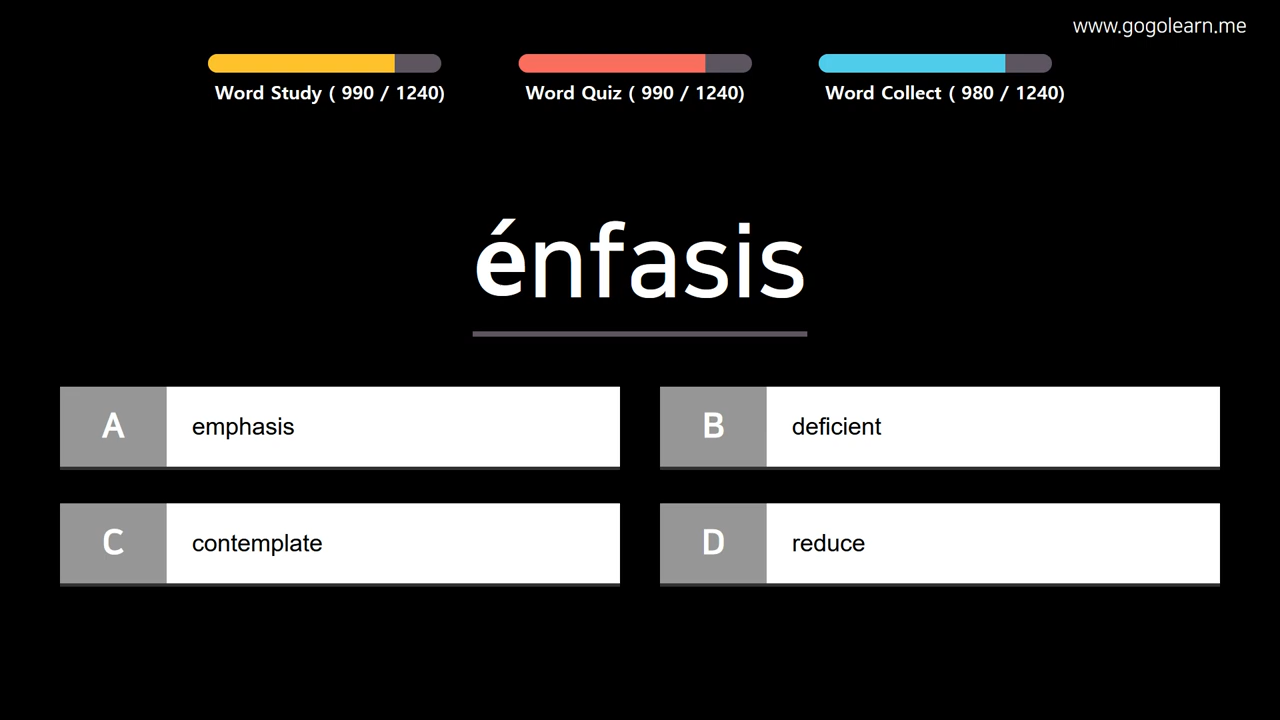 www.gogolearn.me
Word Study ( 990 / 1240)
Word Quiz ( 990 / 1240)
Word Collect ( 980 / 1240)
énfasis
A emphasis
B deficient
C contemplate
D reduce